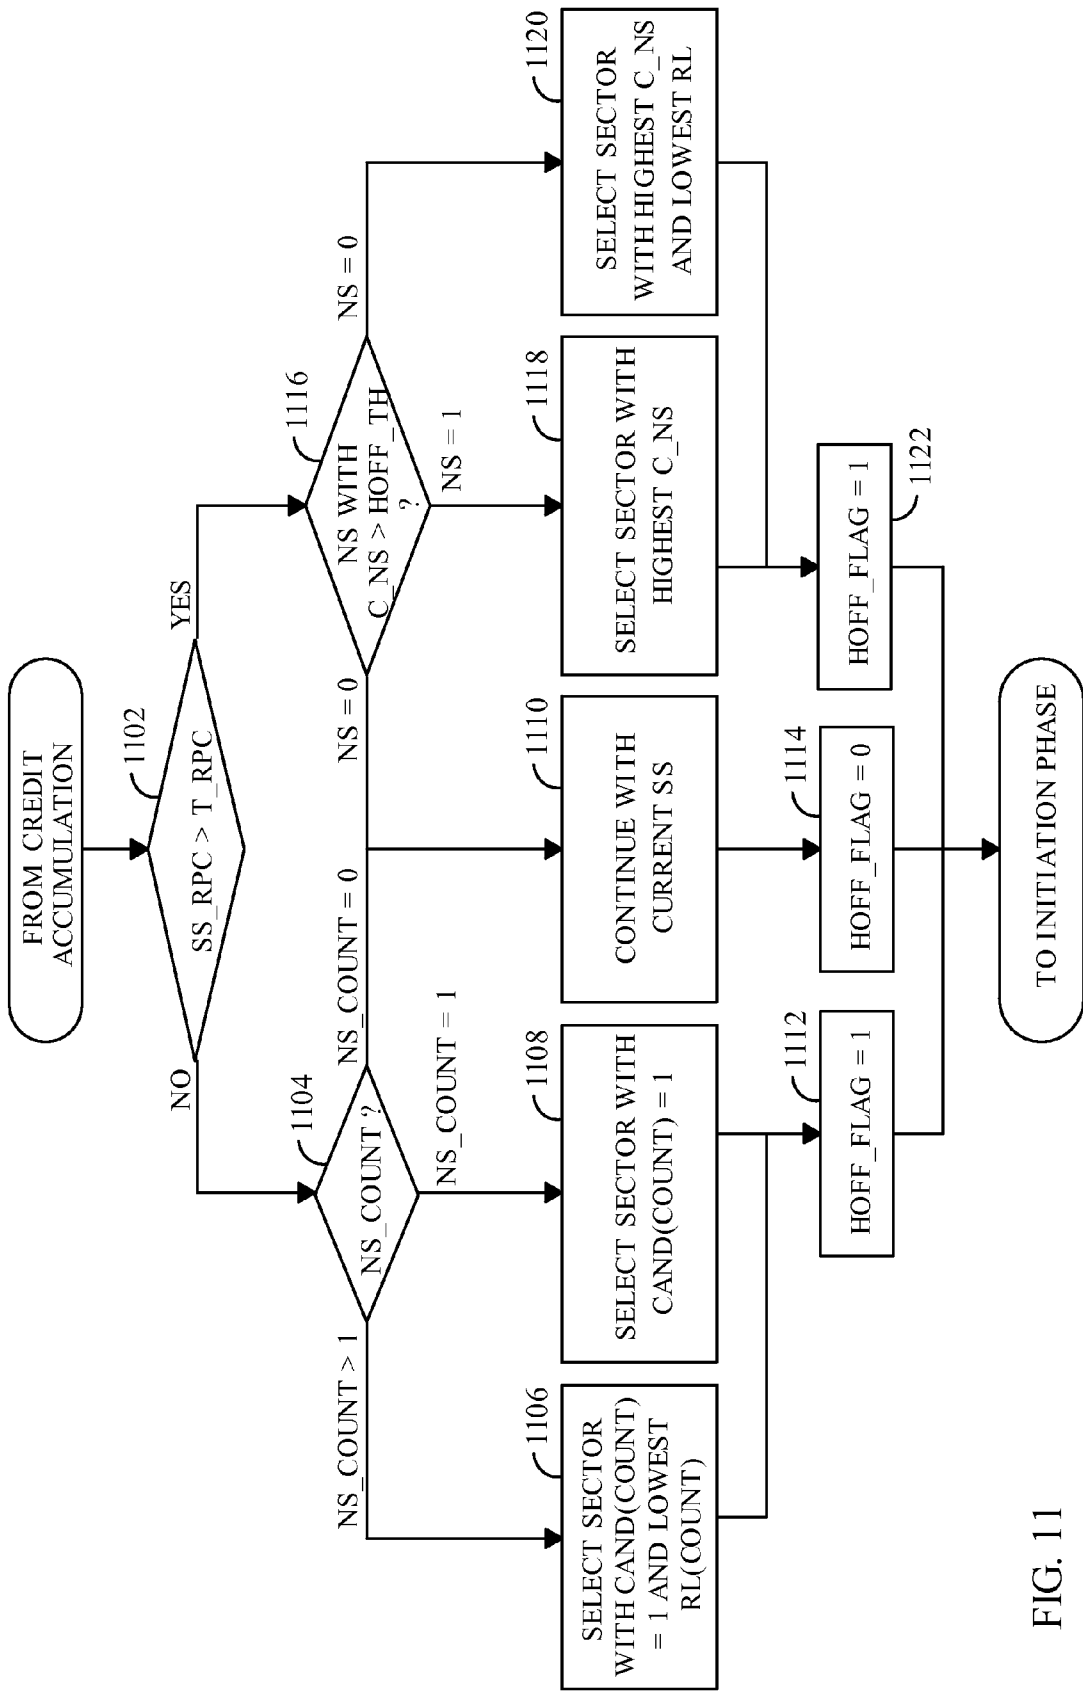 FROM CREDIT
ACCUMULATION
1102
SS_RPC > T_RPC
NO
YES
1104
NS_COUNT ?
NS_COUNT > 1
NS_COUNT = 1
NS_COUNT = 0
1116
NS WITH
C_NS > HOFF_TH
?
NS = 0
NS = 1
NS = 0
1106
SELECT SECTOR
WITH CAND(COUNT)
= 1 AND LOWEST
RL(COUNT)
1108
SELECT SECTOR WITH
CAND(COUNT) = 1
1110
CONTINUE WITH
CURRENT SS
1118
SELECT SECTOR WITH
HIGHEST C_NS
1120
SELECT SECTOR
WITH HIGHEST C_NS
AND LOWEST RL
1112
HOFF_FLAG = 1
1114
HOFF_FLAG = 0
HOFF_FLAG = 1
1122
TO INITIATION PHASE
FIG. 11